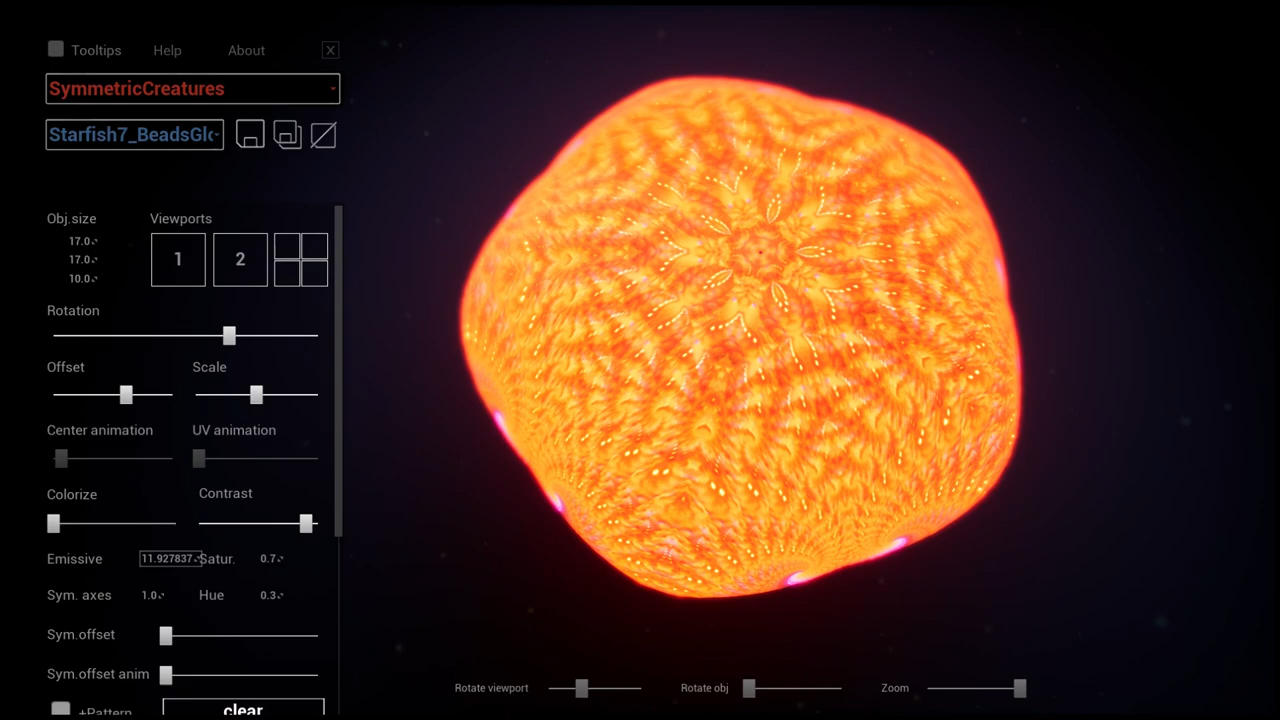 Tooltips Help About X
SymmetricCreatures
Starfish7_BeadsGlo
Obj.size Viewports
17.0
17.0
10.0
1 2
Rotation
Offset Scale
Center animation UV animation
Colorize Contrast
Emissive 11.927837 Satur. 0.7
Sym. axes 1.0 Hue 0.3
Sym.offset
Sym.offset anim
+Pattern clear
Rotate viewport Rotate obj Zoom